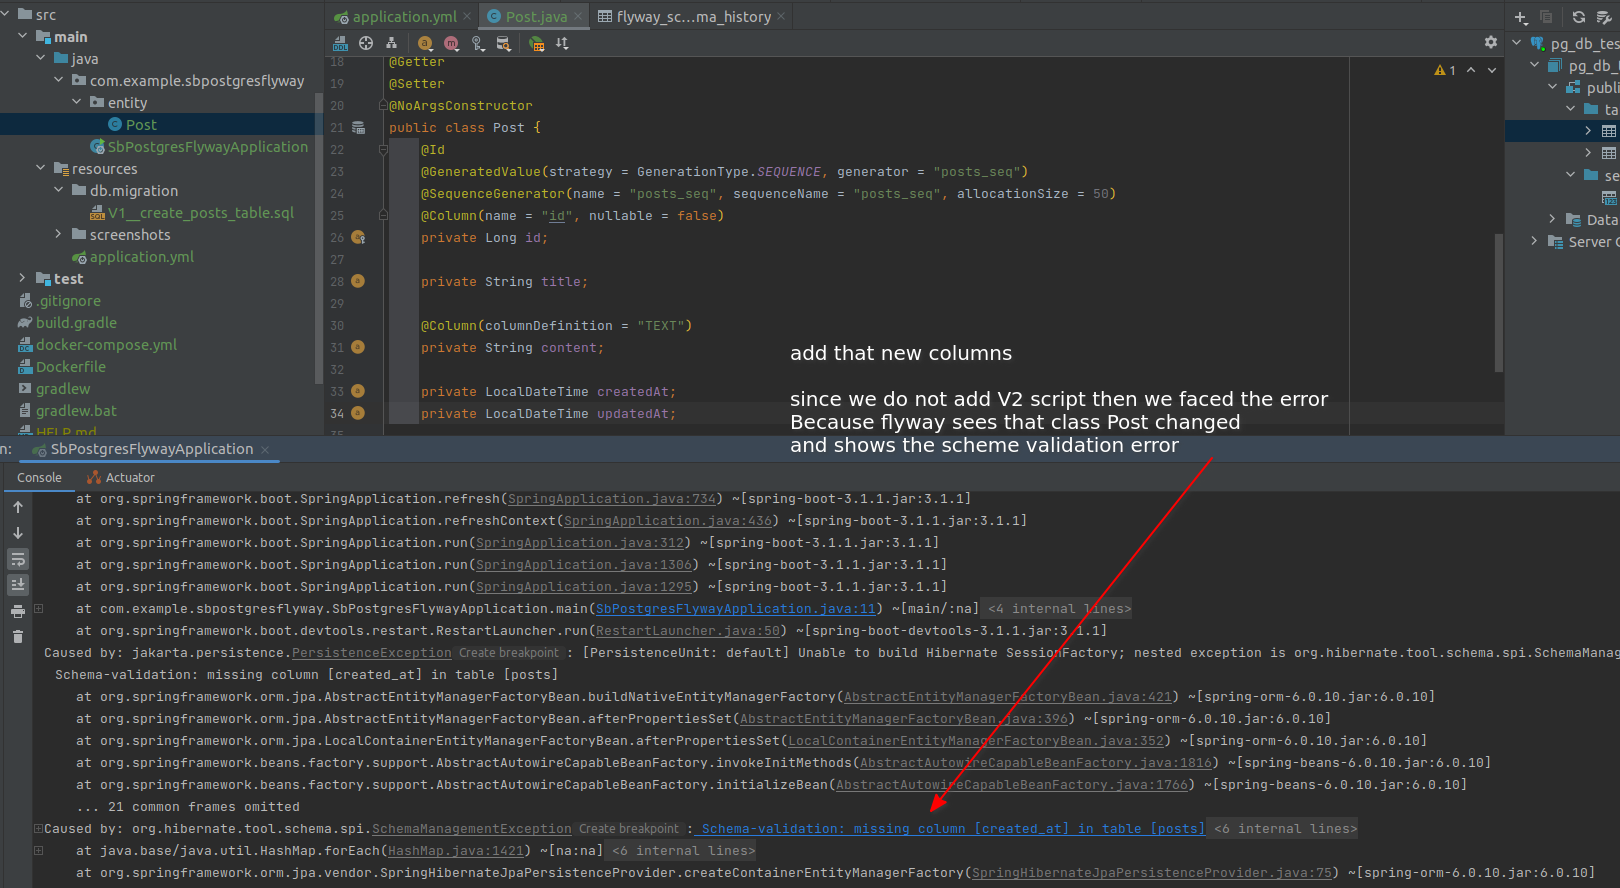 src
main
java
com.example.sbpostgresflyway
entity
Post
SbPostgresFlywayApplication
resources
db.migration
V1__create_posts_table.sql
screenshots
application.yml
test
.gitignore
build.gradle
docker-compose.yml
Dockerfile
gradlew
gradlew.bat
HELP.md
application.yml
Post.java
flyway_sc...ma_history
1
18 @Getter
19 @Setter
20 @NoArgsConstructor
21 public class Post {
22 @Id
23 @GeneratedValue(strategy = GenerationType.SEQUENCE, generator = "posts_seq")
24 @SequenceGenerator(name = "posts_seq", sequenceName = "posts_seq", allocationSize = 50)
25 @Column(name = "id", nullable = false)
26 private Long id;
27
28 private String title;
29
30 @Column(columnDefinition = "TEXT")
31 private String content;
32
33 private LocalDateTime createdAt;
34 private LocalDateTime updatedAt;
35
add that new columns
since we do not add V2 script then we faced the error
Because flyway sees that class Post changed
and shows the scheme validation error
pg_db_tes
pg_db_t
publi
ta
se
Data
Server C
n:
SbPostgresFlywayApplication
Console
Actuator
at org.springframework.boot.SpringApplication.refresh(SpringApplication.java:734) ~[spring-boot-3.1.1.jar:3.1.1]
at org.springframework.boot.SpringApplication.refreshContext(SpringApplication.java:436) ~[spring-boot-3.1.1.jar:3.1.1]
at org.springframework.boot.SpringApplication.run(SpringApplication.java:312) ~[spring-boot-3.1.1.jar:3.1.1]
at org.springframework.boot.SpringApplication.run(SpringApplication.java:1306) ~[spring-boot-3.1.1.jar:3.1.1]
at org.springframework.boot.SpringApplication.run(SpringApplication.java:1295) ~[spring-boot-3.1.1.jar:3.1.1]
at com.example.sbpostgresflyway.SbPostgresFlywayApplication.main(SbPostgresFlywayApplication.java:11) ~[main/:na] <4 internal lines>
at org.springframework.boot.devtools.restart.RestartLauncher.run(RestartLauncher.java:50) ~[spring-boot-devtools-3.1.1.jar:3.1.1]
Caused by: jakarta.persistence.PersistenceException Create breakpoint : [PersistenceUnit: default] Unable to build Hibernate SessionFactory; nested exception is org.hibernate.tool.schema.spi.SchemaManag
Schema-validation: missing column [created_at] in table [posts]
at org.springframework.orm.jpa.AbstractEntityManagerFactoryBean.buildNativeEntityManagerFactory(AbstractEntityManagerFactoryBean.java:421) ~[spring-orm-6.0.10.jar:6.0.10]
at org.springframework.orm.jpa.AbstractEntityManagerFactoryBean.afterPropertiesSet(AbstractEntityManagerFactoryBean.java:396) ~[spring-orm-6.0.10.jar:6.0.10]
at org.springframework.orm.jpa.LocalContainerEntityManagerFactoryBean.afterPropertiesSet(LocalContainerEntityManagerFactoryBean.java:352) ~[spring-orm-6.0.10.jar:6.0.10]
at org.springframework.beans.factory.support.AbstractAutowireCapableBeanFactory.invokeInitMethods(AbstractAutowireCapableBeanFactory.java:1816) ~[spring-beans-6.0.10.jar:6.0.10]
at org.springframework.beans.factory.support.AbstractAutowireCapableBeanFactory.initializeBean(AbstractAutowireCapableBeanFactory.java:1766) ~[spring-beans-6.0.10.jar:6.0.10]
... 21 common frames omitted
Caused by: org.hibernate.tool.schema.spi.SchemaManagementException Create breakpoint : Schema-validation: missing column [created_at] in table [posts] <6 internal lines>
at java.base/java.util.HashMap.forEach(HashMap.java:1421) ~[na:na] <6 internal lines>
at org.springframework.orm.jpa.vendor.SpringHibernateJpaPersistenceProvider.createContainerEntityManagerFactory(SpringHibernateJpaPersistenceProvider.java:75) ~[spring-orm-6.0.10.jar:6.0.10]